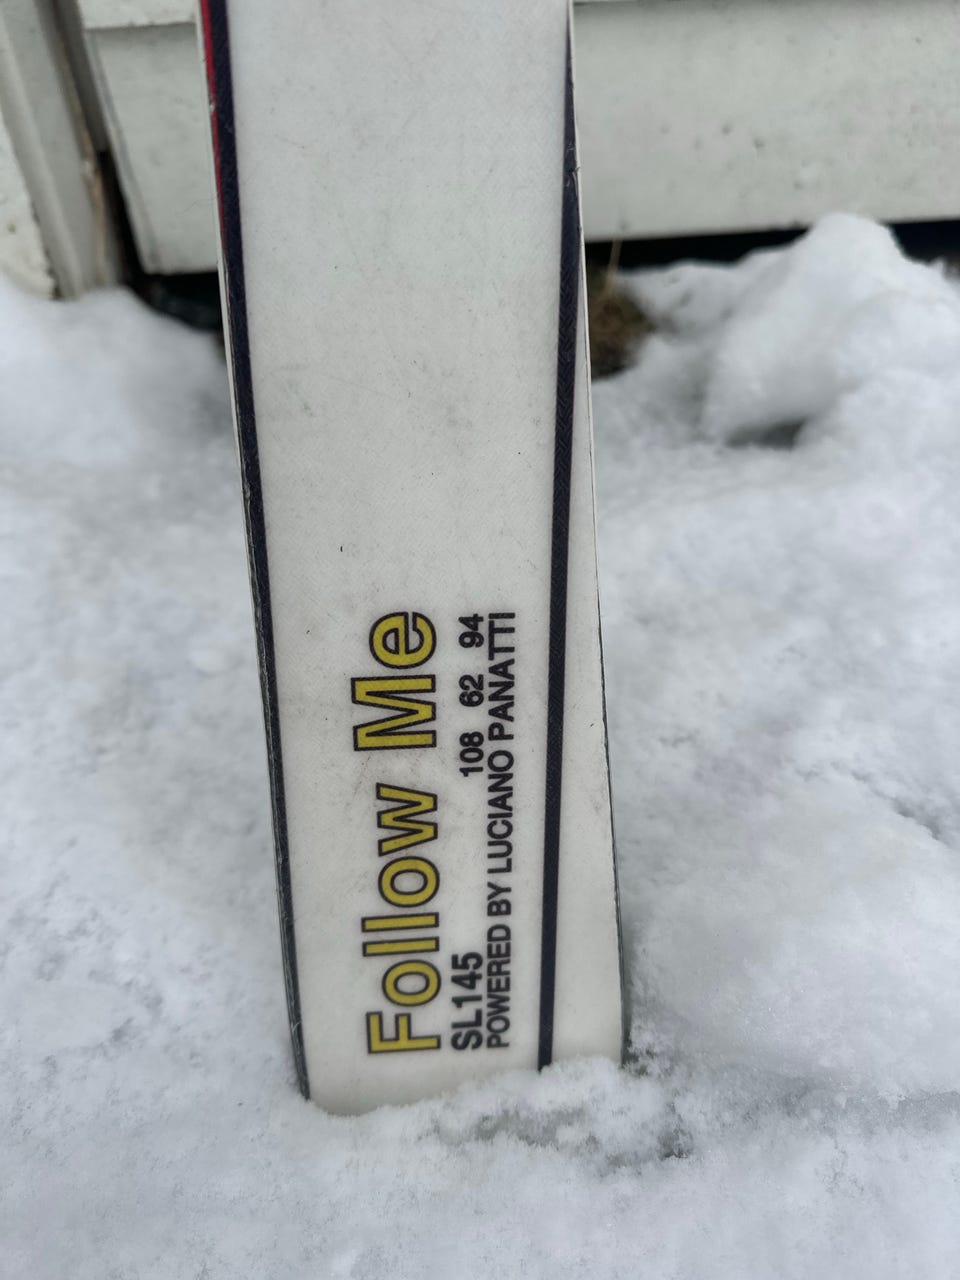 Follow Me
SL145 108 62 94
POWERED BY LUCIANO PANATTI